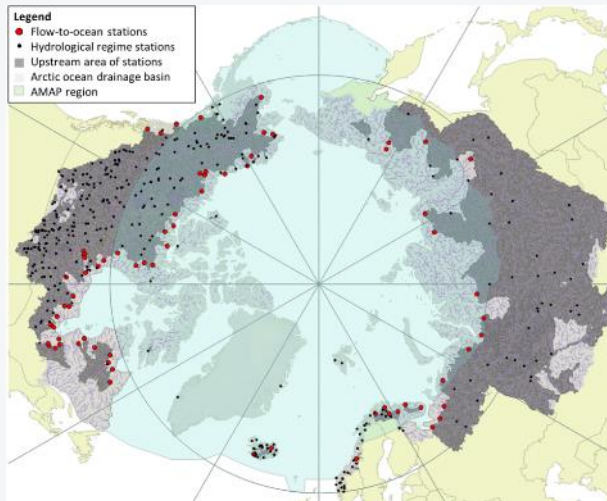 Legend
Flow-to-ocean stations
Hydrological regime stations
Upstream area of stations
Arctic ocean drainage basin
AMAP region